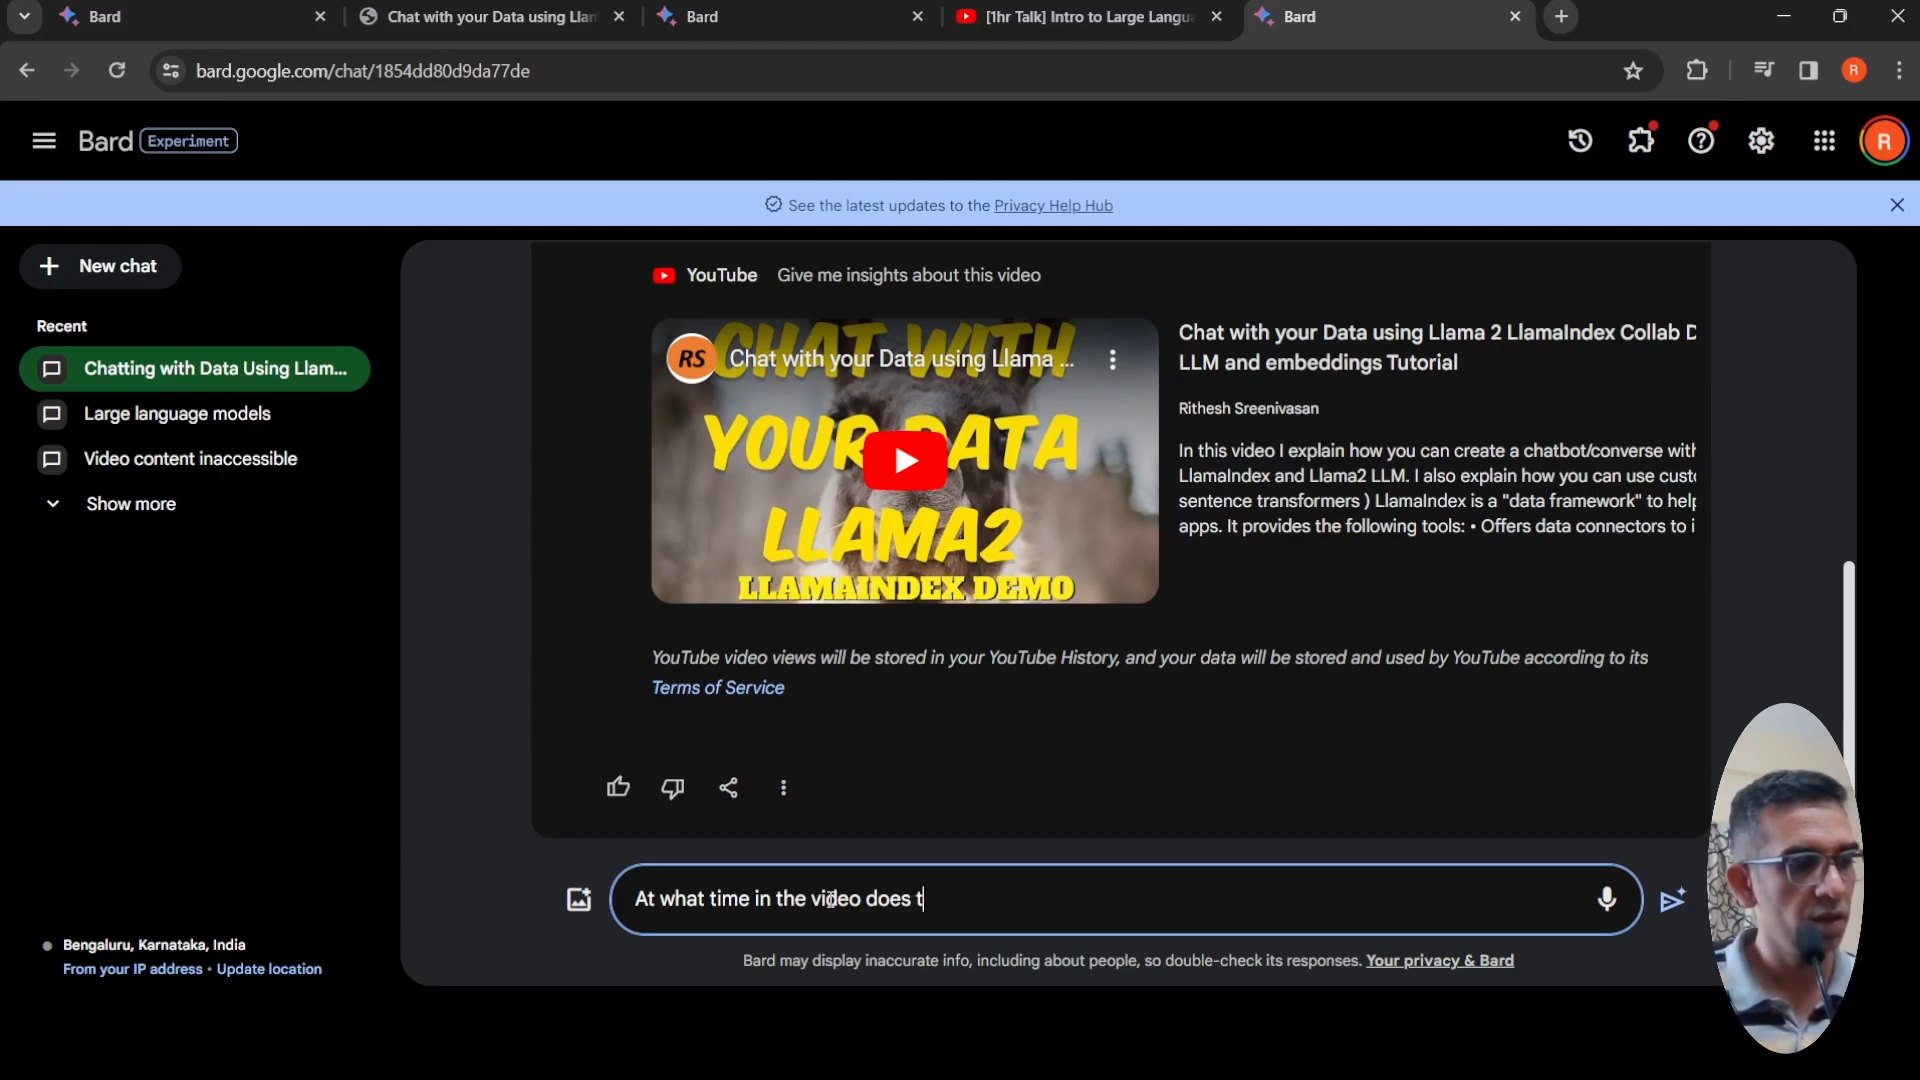 Bard
Chat with your Data using Llam
Bard
[1hr Talk] Intro to Large Langua
Bard
bard.google.com/chat/1854dd80d9da77de
R
Bard Experiment
R
See the latest updates to the Privacy Help Hub
New chat
Recent
Chatting with Data Using Llam...
Large language models
Video content inaccessible
Show more
Bengaluru, Karnataka, India
From your IP address • Update location
YouTube Give me insights about this video
RS
Chat with your Data using Llama ...
CHAT WITH
YOUR DATA
LLAMA2
LLAMAINDEX DEMO
Chat with your Data using Llama 2 LlamaIndex Collab D
LLM and embeddings Tutorial
Rithesh Sreenivasan
In this video I explain how you can create a chatbot/converse with
LlamaIndex and Llama2 LLM. I also explain how you can use custo
sentence transformers ) LlamaIndex is a "data framework" to help
apps. It provides the following tools: • Offers data connectors to i
YouTube video views will be stored in your YouTube History, and your data will be stored and used by YouTube according to its
Terms of Service
At what time in the video does t
Bard may display inaccurate info, including about people, so double-check its responses. Your privacy & Bard